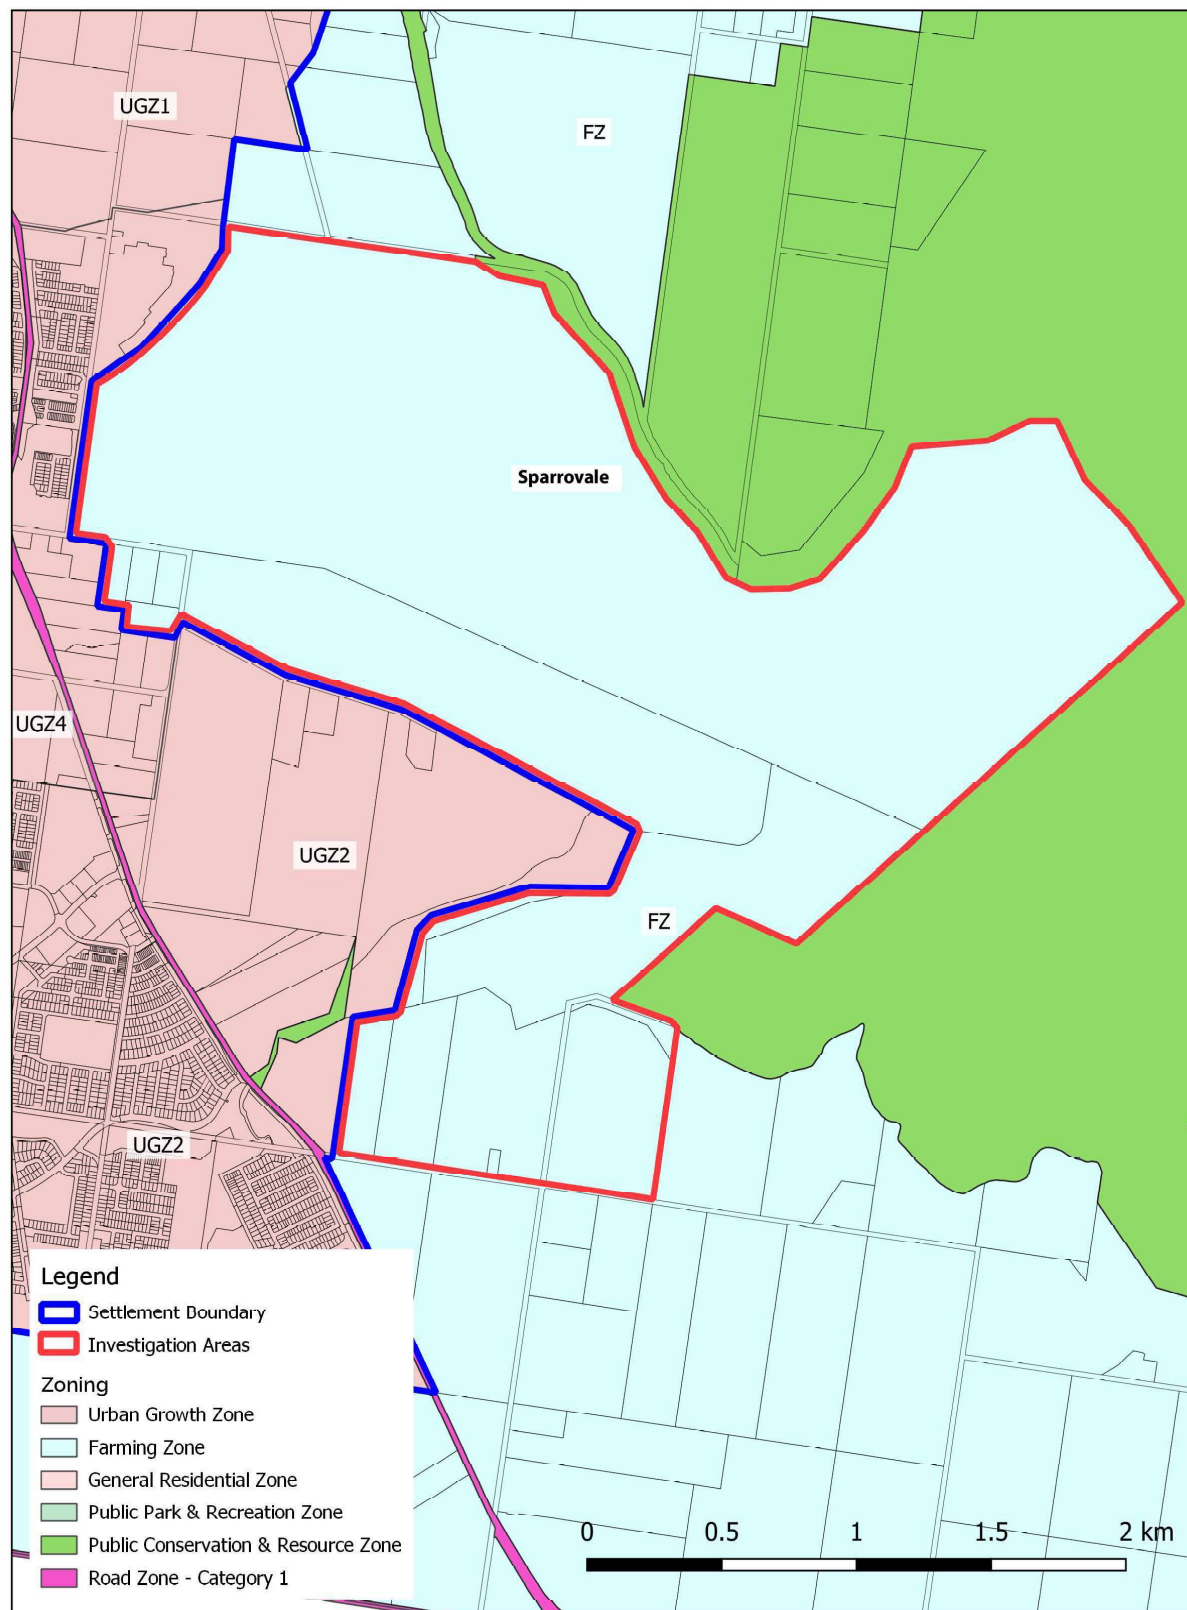 UGZ1
FZ
Sparrovale
UGZ4
UGZ2
FZ
UGZ2
Legend
Settlement Boundary
Investigation Areas
Zoning
Urban Growth Zone
Farming Zone
General Residential Zone
Public Park & Recreation Zone
Public Conservation & Resource Zone
Road Zone - Category 1
0 0.5 1 1.5 2 km